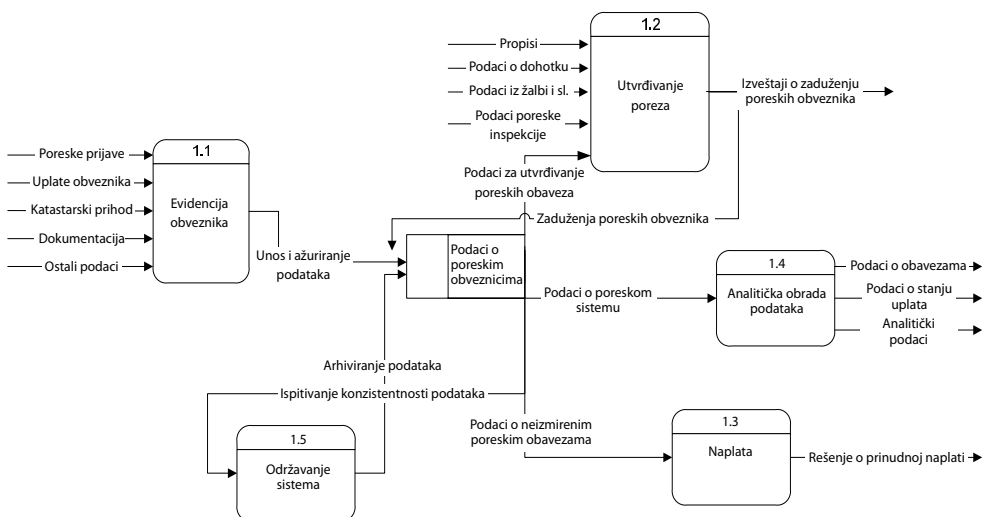 1.2
Propisi
Podaci o dohotku
Podaci iz žalbi i sl.
Podaci poreske
inspekcije
Utvrđivanje
poreza
Izveštaji o zaduženju
poreskih obveznika
1.1
Poreske prijave
Uplate obveznika
Katastarski prihod
Dokumentacija
Ostali podaci
Evidencija
obveznika
Podaci za utvrđivanje
poreskih obaveza
Zaduženja poreskih obveznika
Unos i ažuriranje
podataka
Podaci o
poreskim
obveznicima
Podaci o poreskom
sistemu
1.4
Analitička obrada
podataka
Podaci o obavezama
Podaci o stanju
uplata
Analitički
podaci
Arhiviranje podataka
Ispitivanje konzistentnosti podataka
1.5
Održavanje
sistema
Podaci o neizmirenim
poreskim obavezama
1.3
Naplata
Rešenje o prinudnoj naplati